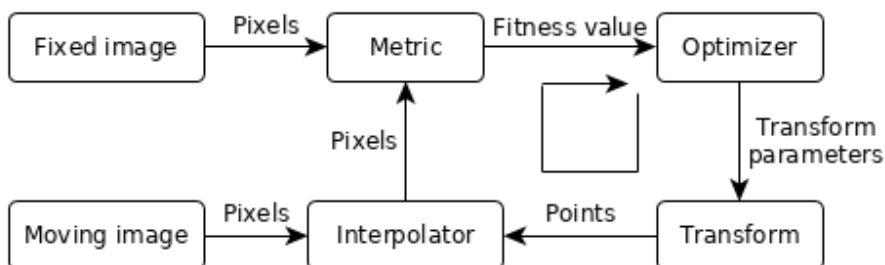 Pixels
Fitness value
Fixed image
Metric
Optimizer
Pixels
Transform
parameters
Pixels
Points
Moving image
Interpolator
Transform